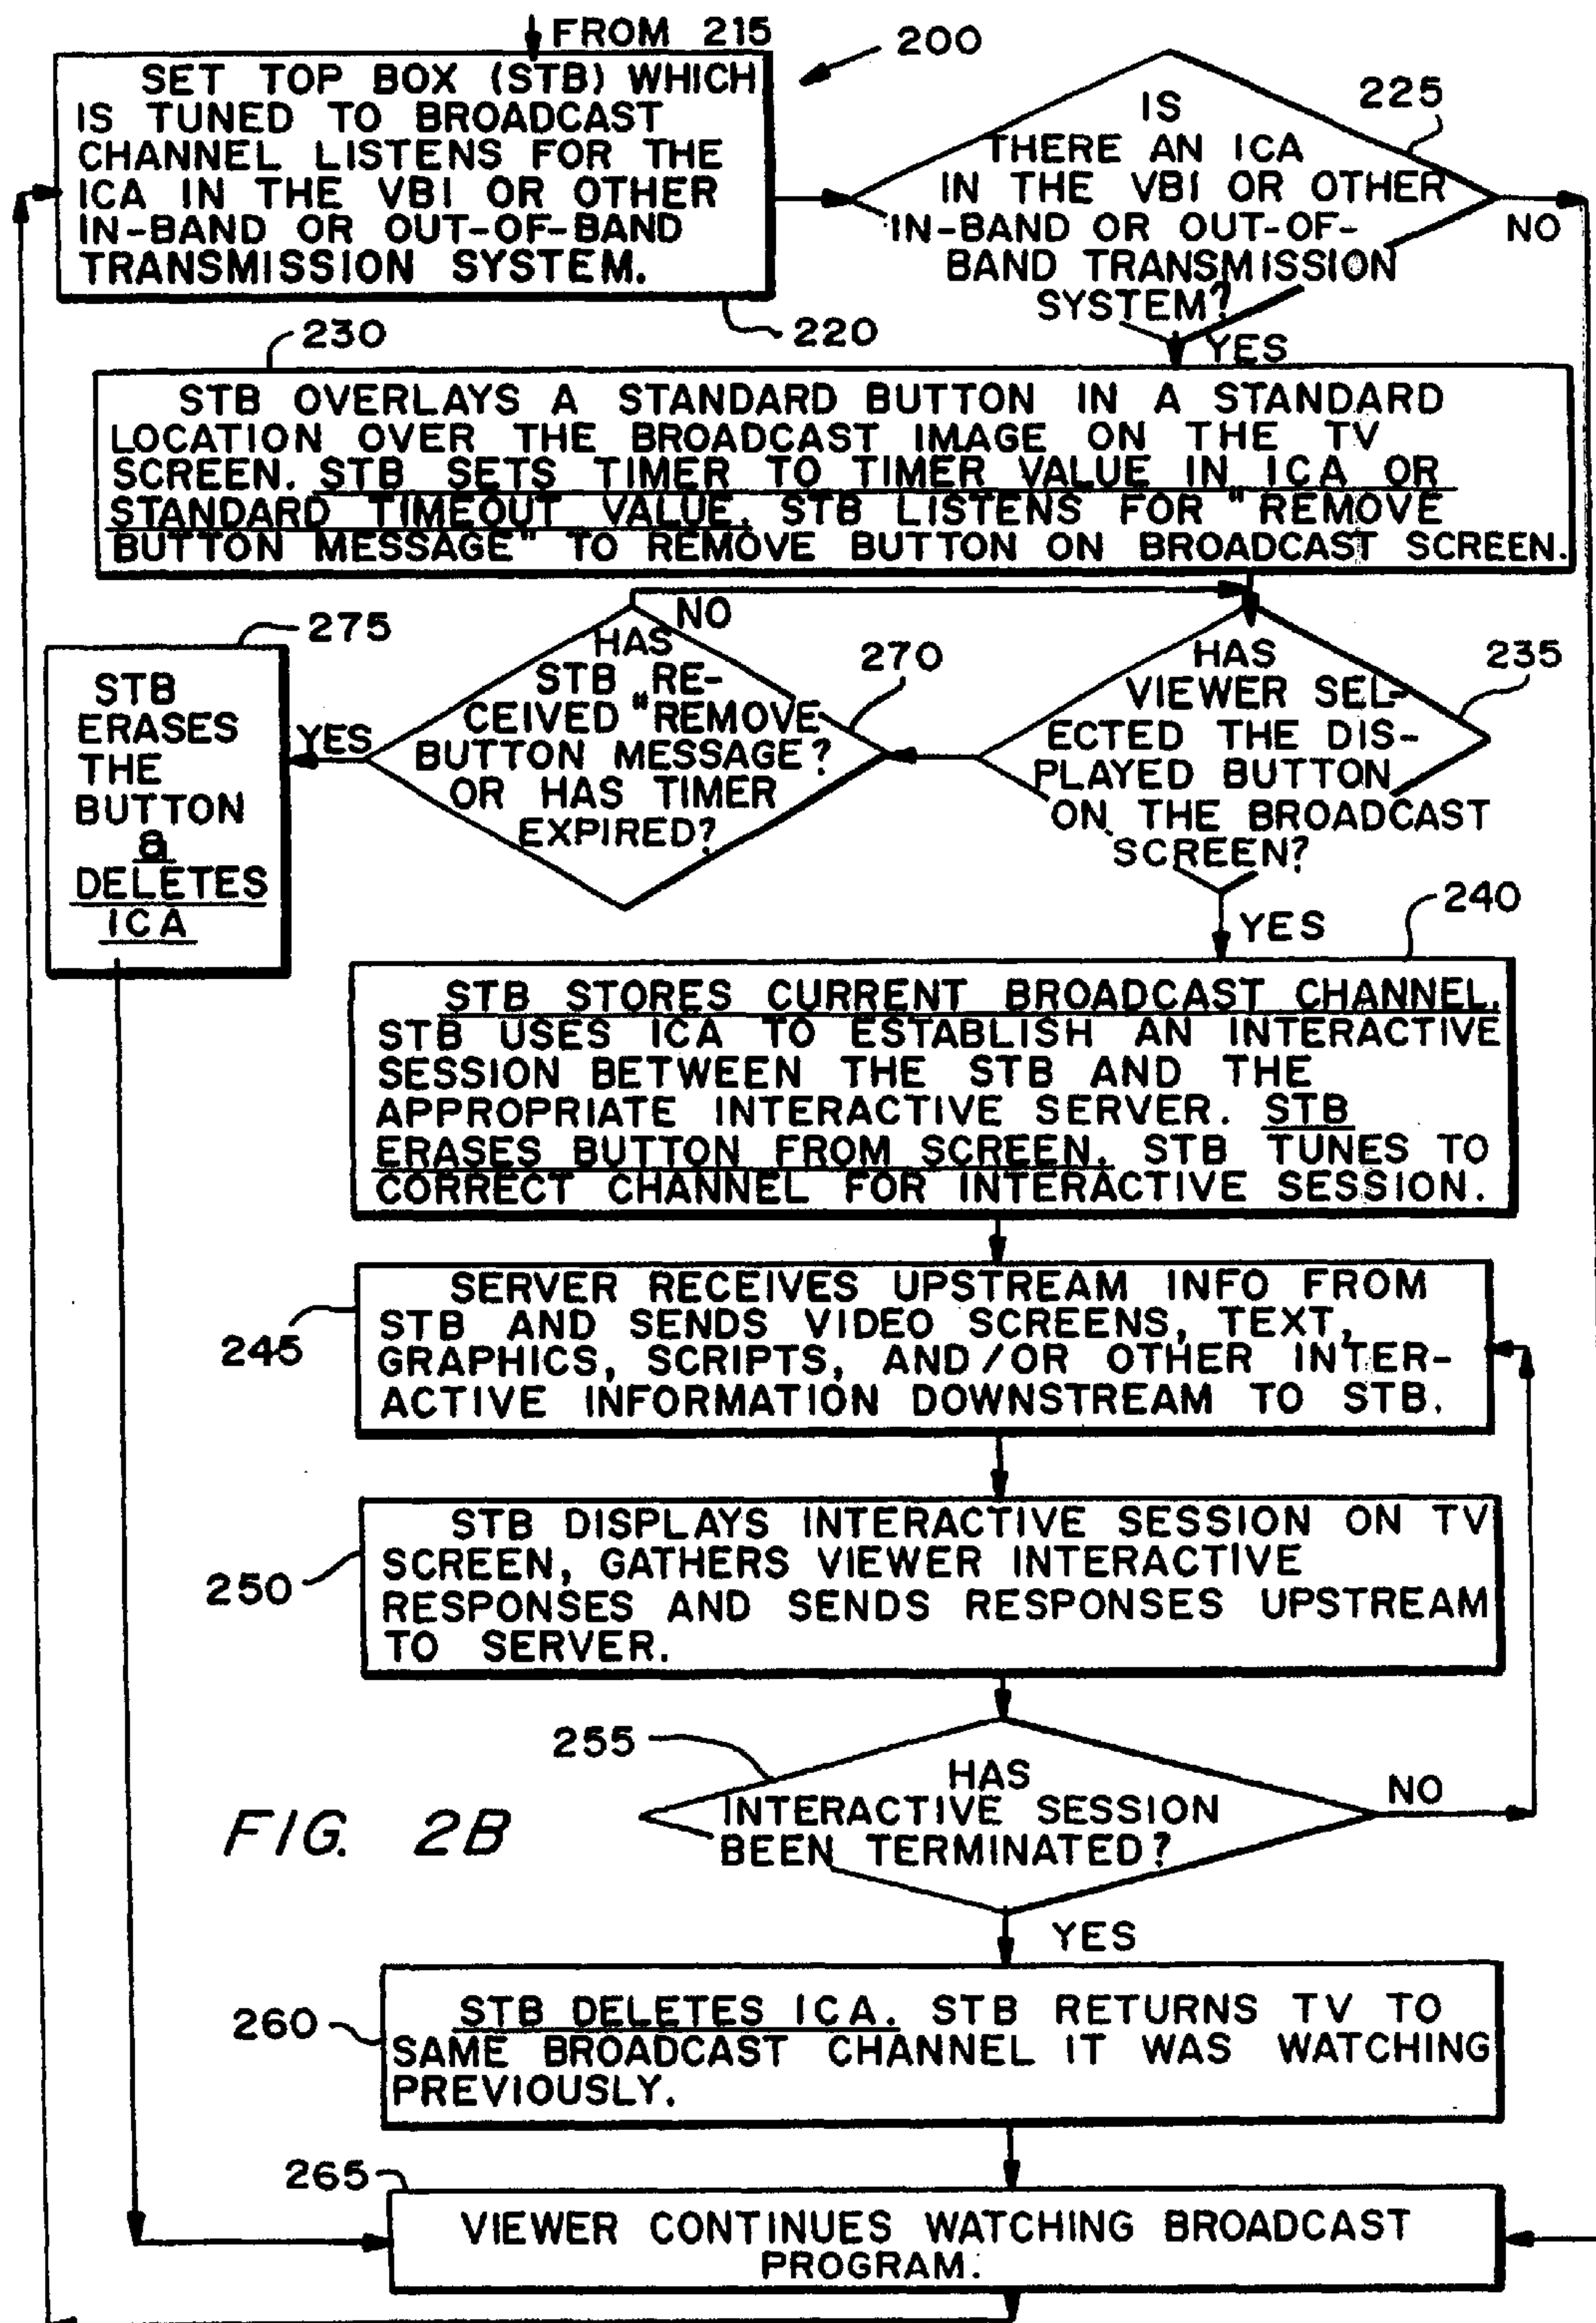 FROM 215
200
SET TOP BOX (STB) WHICH
IS TUNED TO BROADCAST
CHANNEL LISTENS FOR THE
ICA IN THE VBI OR OTHER
IN-BAND OR OUT-OF-BAND
TRANSMISSION SYSTEM.
220
225
IS
THERE AN ICA
IN THE VBI OR OTHER
IN-BAND OR OUT-OF-
BAND TRANSMISSION
SYSTEM?
NO
YES
230
STB OVERLAYS A STANDARD BUTTON IN A STANDARD
LOCATION OVER THE BROADCAST IMAGE ON THE TV
SCREEN. STB SETS TIMER TO TIMER VALUE IN ICA OR
STANDARD TIMEOUT VALUE. STB LISTENS FOR "REMOVE
BUTTON MESSAGE" TO REMOVE BUTTON ON BROADCAST SCREEN.
275
STB
ERASES
THE
BUTTON
&
DELETES
ICA
YES
NO
HAS
STB RE-
CEIVED "REMOVE
BUTTON MESSAGE?
OR HAS TIMER
EXPIRED?
270
HAS
VIEWER SEL-
ECTED THE DIS-
PLAYED BUTTON
ON THE BROADCAST
SCREEN?
235
YES
240
STB STORES CURRENT BROADCAST CHANNEL.
STB USES ICA TO ESTABLISH AN INTERACTIVE
SESSION BETWEEN THE STB AND THE
APPROPRIATE INTERACTIVE SERVER. STB
ERASES BUTTON FROM SCREEN. STB TUNES TO
CORRECT CHANNEL FOR INTERACTIVE SESSION.
245
SERVER RECEIVES UPSTREAM INFO FROM
STB AND SENDS VIDEO SCREENS, TEXT,
GRAPHICS, SCRIPTS, AND/OR OTHER INTER-
ACTIVE INFORMATION DOWNSTREAM TO STB.
250
STB DISPLAYS INTERACTIVE SESSION ON TV
SCREEN, GATHERS VIEWER INTERACTIVE
RESPONSES AND SENDS RESPONSES UPSTREAM
TO SERVER.
255
HAS
INTERACTIVE SESSION
BEEN TERMINATED?
NO
FIG. 2B
YES
260
STB DELETES ICA. STB RETURNS TV TO
SAME BROADCAST CHANNEL IT WAS WATCHING
PREVIOUSLY.
265
VIEWER CONTINUES WATCHING BROADCAST
PROGRAM.